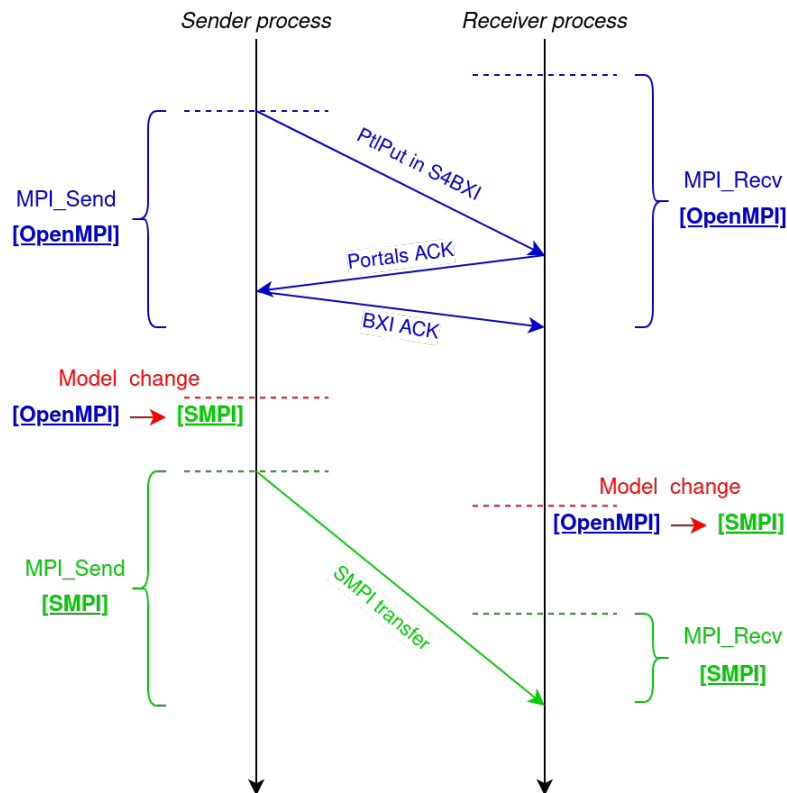 Sender process
Receiver process
PtlPut in S4BXI
MPI_Send
[OpenMPI]
MPI_Recv
[OpenMPI]
Portals ACK
BXI ACK
Model change
[OpenMPI] [SMPI]
Model change
[OpenMPI] [SMPI]
MPI_Send
[SMPI]
SMPI transfer
MPI_Recv
[SMPI]